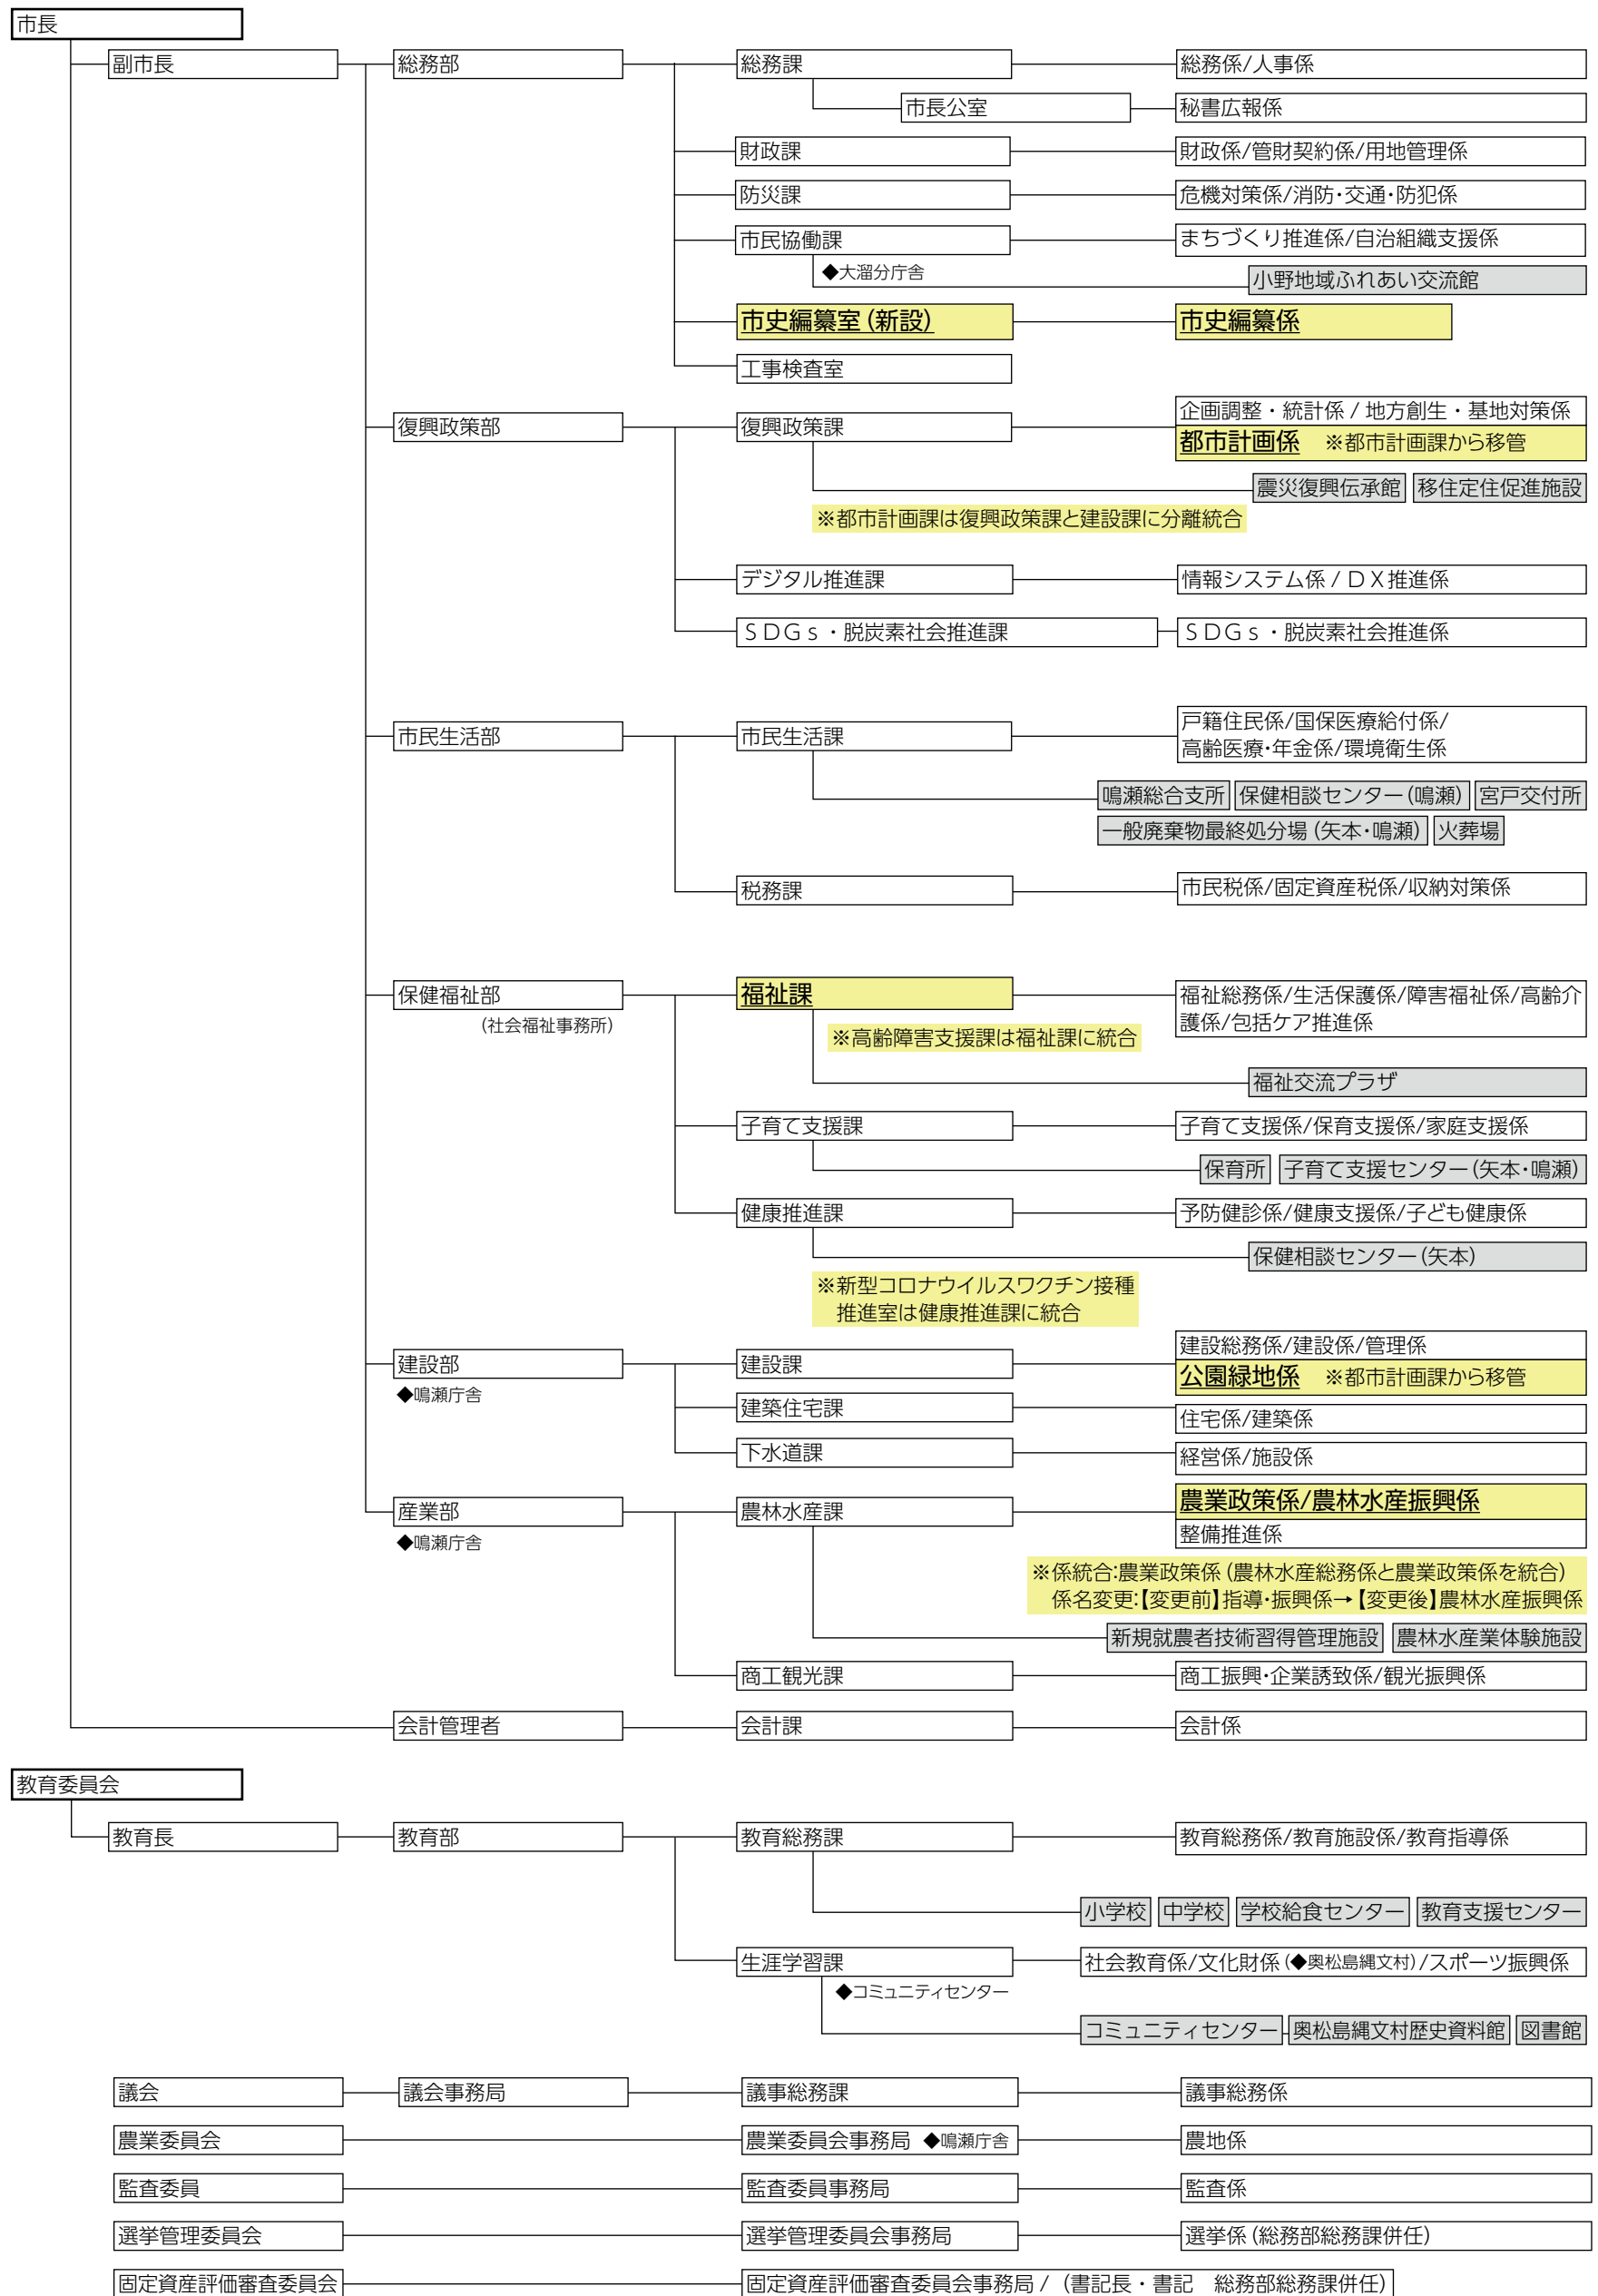 市長
副市長
総務部
総務課
総務係/人事係
市長公室
秘書広報係
財政課
財政係/管財契約係/用地管理係
防災課
危機対策係/消防・交通・防犯係
市民協働課
まちづくり推進係/自治組織支援係
◆大溜分庁舎
小野地域ふれあい交流館
市史編纂室(新設)
市史編纂係
工事検査室
復興政策部
復興政策課
企画調整・統計係 / 地方創生・基地対策係
都市計画係 ※都市計画課から移管
震災復興伝承館
移住定住促進施設
※都市計画課は復興政策課と建設課に分離統合
デジタル推進課
情報システム係 / DX推進係
SDGs・脱炭素社会推進課
SDGs・脱炭素社会推進係
市民生活部
市民生活課
戸籍住民係/国保医療給付係/
高齢医療・年金係/環境衛生係
鳴瀬総合支所
保健相談センター(鳴瀬)
宮戸交付所
一般廃棄物最終処分場(矢本・鳴瀬)
火葬場
税務課
市民税係/固定資産税係/収納対策係
保健福祉部
(社会福祉事務所)
福祉課
福祉総務係/生活保護係/障害福祉係/高齢介
護係/包括ケア推進係
※高齢障害支援課は福祉課に統合
福祉交流プラザ
子育て支援課
子育て支援係/保育支援係/家庭支援係
保育所
子育て支援センター(矢本・鳴瀬)
健康推進課
予防健診係/健康支援係/子ども健康係
保健相談センター(矢本)
※新型コロナウイルスワクチン接種
推進室は健康推進課に統合
建設部
◆鳴瀬庁舎
建設課
建設総務係/建設係/管理係
公園緑地係 ※都市計画課から移管
建築住宅課
住宅係/建築係
下水道課
経営係/施設係
産業部
◆鳴瀬庁舎
農林水産課
農業政策係/農林水産振興係
整備推進係
※係統合:農業政策係(農林水産総務係と農業政策係を統合)
係名変更:【変更前】指導・振興係→【変更後】農林水産振興係
新規就農者技術習得管理施設
農林水産業体験施設
商工観光課
商工振興・企業誘致係/観光振興係
会計管理者
会計課
会計係
教育委員会
教育長
教育部
教育総務課
教育総務係/教育施設係/教育指導係
小学校
中学校
学校給食センター
教育支援センター
生涯学習課
社会教育係/文化財係(◆奥松島縄文村)/スポーツ振興係
◆コミュニティセンター
コミュニティセンター
奥松島縄文村歴史資料館
図書館
議会
議会事務局
議事総務課
議事総務係
農業委員会
農業委員会事務局 ◆鳴瀬庁舎
農地係
監査委員
監査委員事務局
監査係
選挙管理委員会
選挙管理委員会事務局
選挙係(総務部総務課併任)
固定資産評価審査委員会
固定資産評価審査委員会事務局 / (書記長・書記 総務部総務課併任)